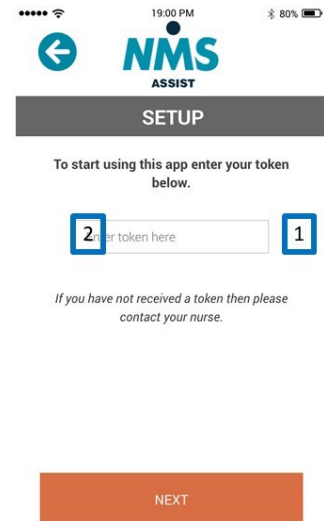 19:00 PM 80%
NMS
ASSIST
SETUP
To start using this app enter your token
below.
2 er token here 1
If you have not received a token then please
contact your nurse.
NEXT